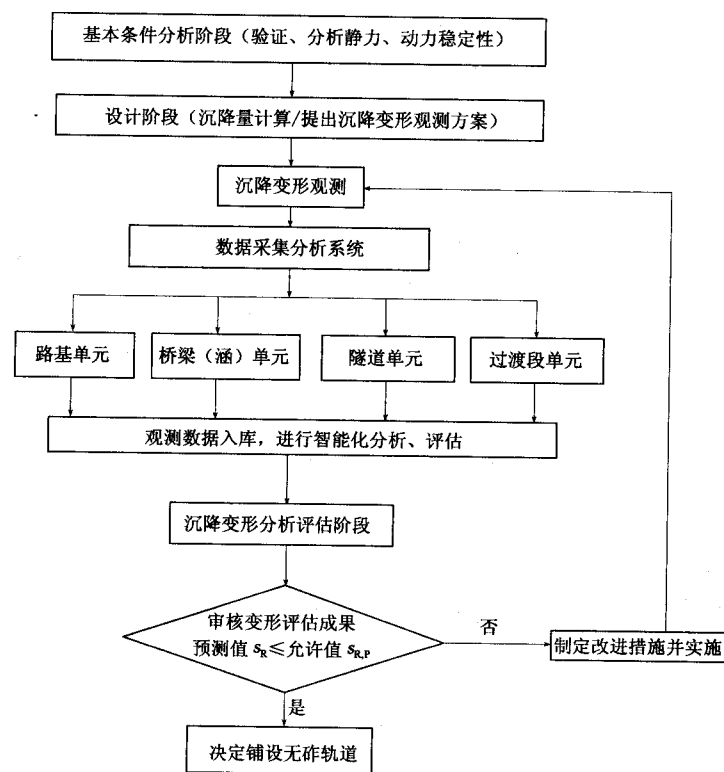 基本条件分析阶段（验证、分析静力、动力稳定性）
设计阶段（沉降量计算/提出沉降变形观测方案）
沉降变形观测
数据采集分析系统
路基单元
桥梁（涵）单元
隧道单元
过渡段单元
观测数据入库，进行智能化分析、评估
沉降变形分析评估阶段
审核变形评估成果
预测值 s_R≤允许值 s_{R,P}
否
制定改进措施并实施
是
决定铺设无砟轨道